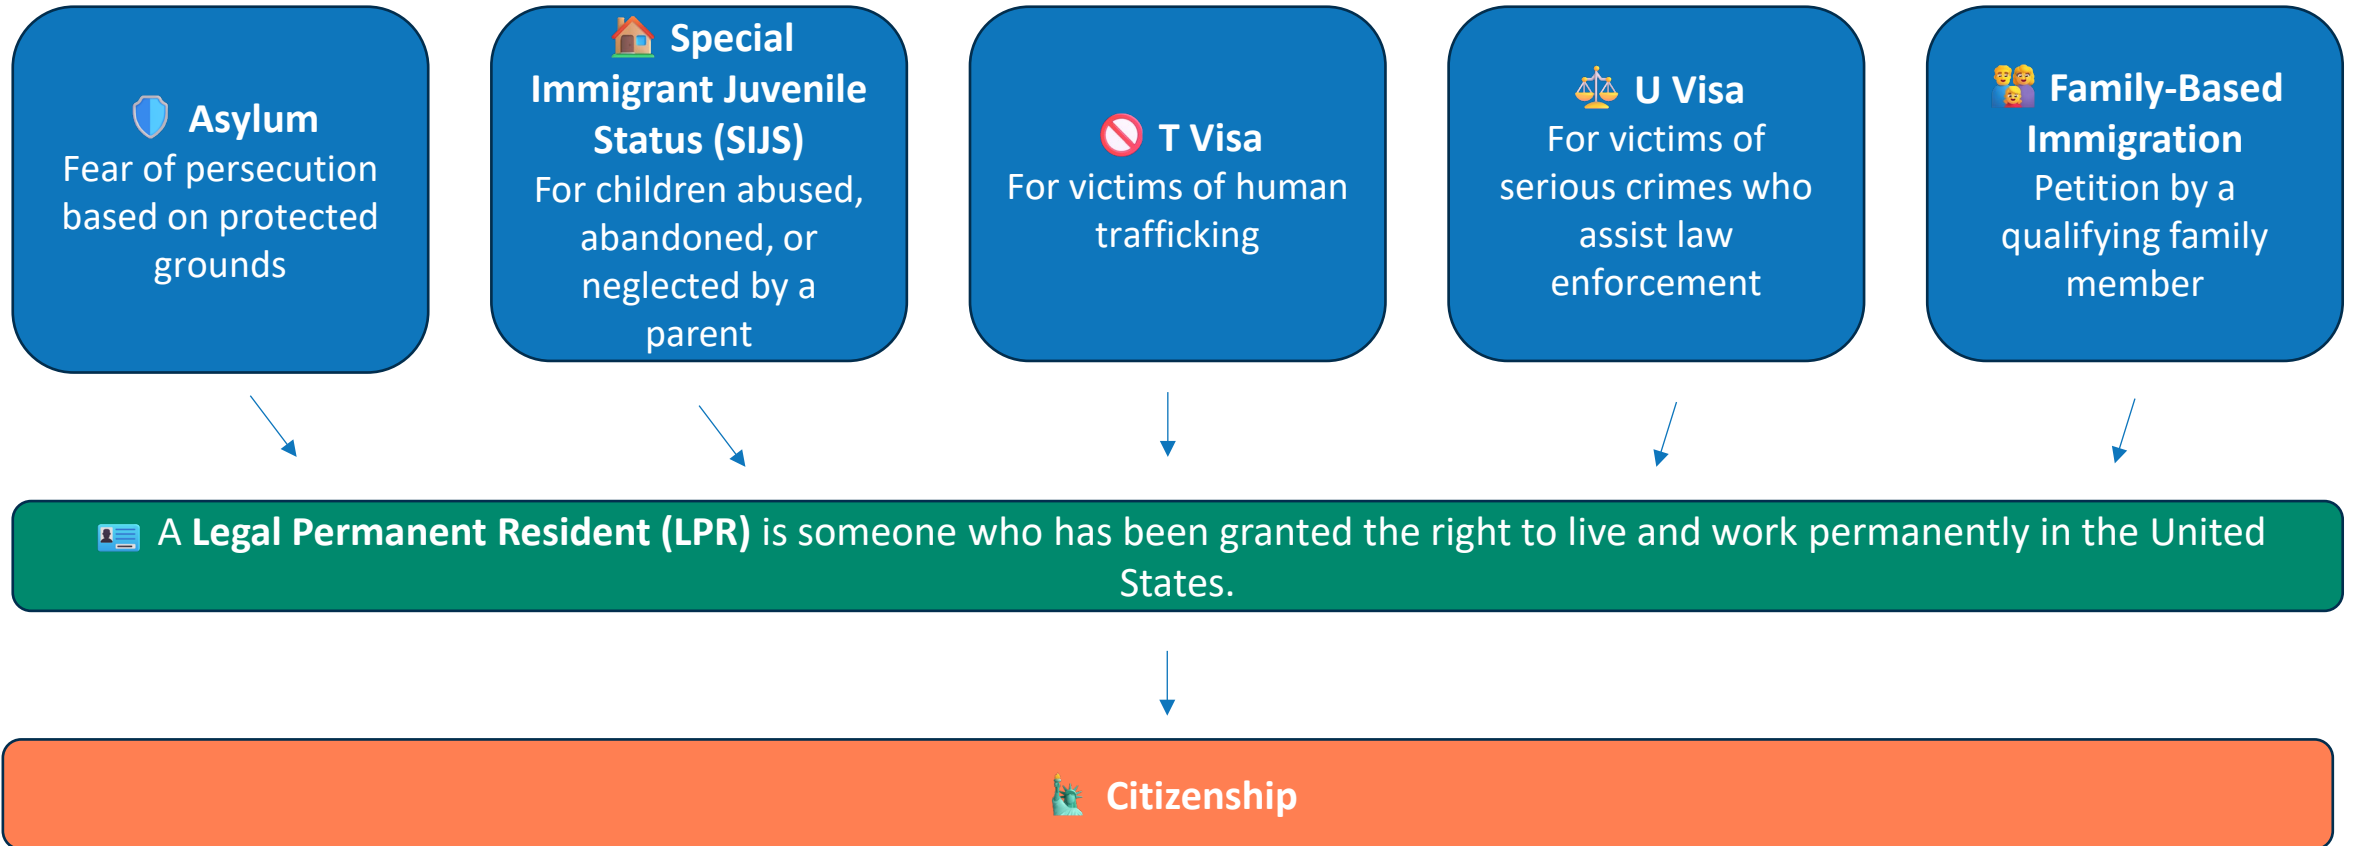 Asylum
Fear of persecution
based on protected
grounds
Special
Immigrant Juvenile
Status (SIJS)
For children abused,
abandoned, or
neglected by a
parent
T Visa
For victims of human
trafficking
U Visa
For victims of
serious crimes who
assist law
enforcement
Family-Based
Immigration
Petition by a
qualifying family
member
A Legal Permanent Resident (LPR) is someone who has been granted the right to live and work permanently in the United
States.
Citizenship